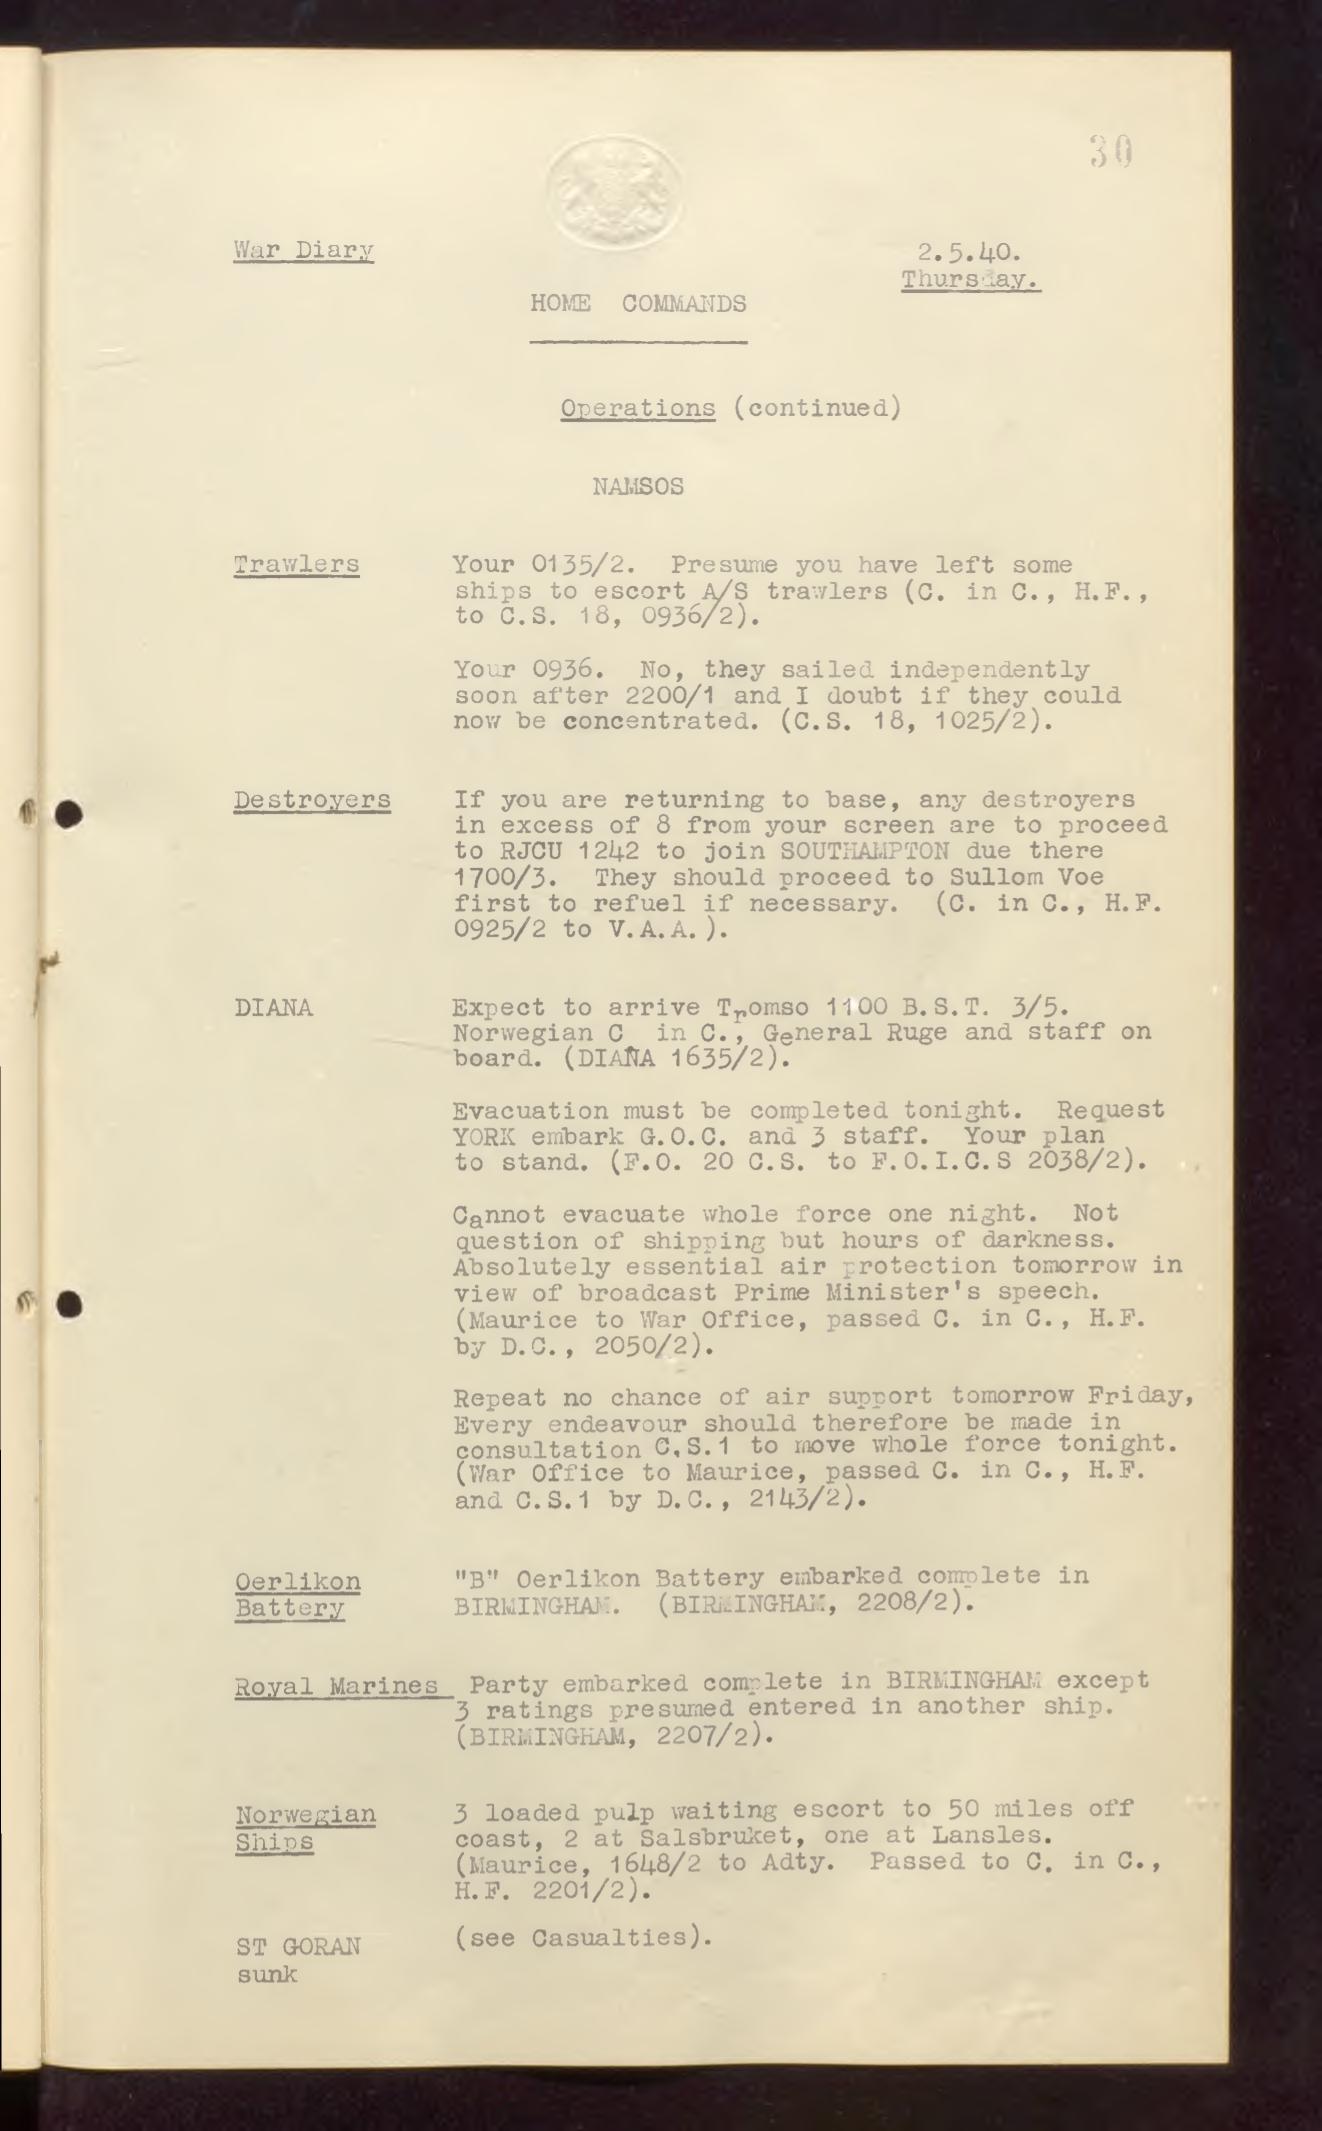 30
War Diary
2.5.40.
Thursday.
HOME COMMANDS
Operations (continued)
NAMSOS
Trawlers
Your 0135/2. Presume you have left some
ships to escort A/S trawlers (C. in C., H.F.,
to C.S. 18, 0936/2).
Your 0936. No, they sailed independently
soon after 2200/1 and I doubt if they could
now be concentrated. (C.S. 18, 1025/2).
Destroyers
If you are returning to base, any destroyers
in excess of 8 from your screen are to proceed
to RJCU 1242 to join SOUTHAMPTON due there
1700/3. They should proceed to Sullom Voe
first to refuel if necessary. (C. in C., H.F.
0925/2 to V.A.A.).
DIANA
Expect to arrive Tromso 1100 B.S.T. 3/5.
Norwegian C in C., General Ruge and staff on
board. (DIANA 1635/2).
Evacuation must be completed tonight. Request
YORK embark G.O.C. and 3 staff. Your plan
to stand. (F.O. 20 C.S. to F.O.I.C.S 2038/2).
Cannot evacuate whole force one night. Not
question of shipping but hours of darkness.
Absolutely essential air protection tomorrow in
view of broadcast Prime Minister's speech.
(Maurice to War Office, passed C. in C., H.F.
by D.C., 2050/2).
Repeat no chance of air support tomorrow Friday,
Every endeavour should therefore be made in
consultation C.S.1 to move whole force tonight.
(War Office to Maurice, passed C. in C., H.F.
and C.S.1 by D.C., 2143/2).
Oerlikon
Battery
"B" Oerlikon Battery embarked complete in
BIRMINGHAM. (BIRMINGHAM, 2208/2).
Royal Marines
Party embarked complete in BIRMINGHAM except
3 ratings presumed entered in another ship.
(BIRMINGHAM, 2207/2).
Norwegian
Ships
3 loaded pulp waiting escort to 50 miles off
coast, 2 at Salsbruket, one at Lansles.
(Maurice, 1648/2 to Adty. Passed to C. in C.,
H.F. 2201/2).
ST GORAN
sunk
(see Casualties).